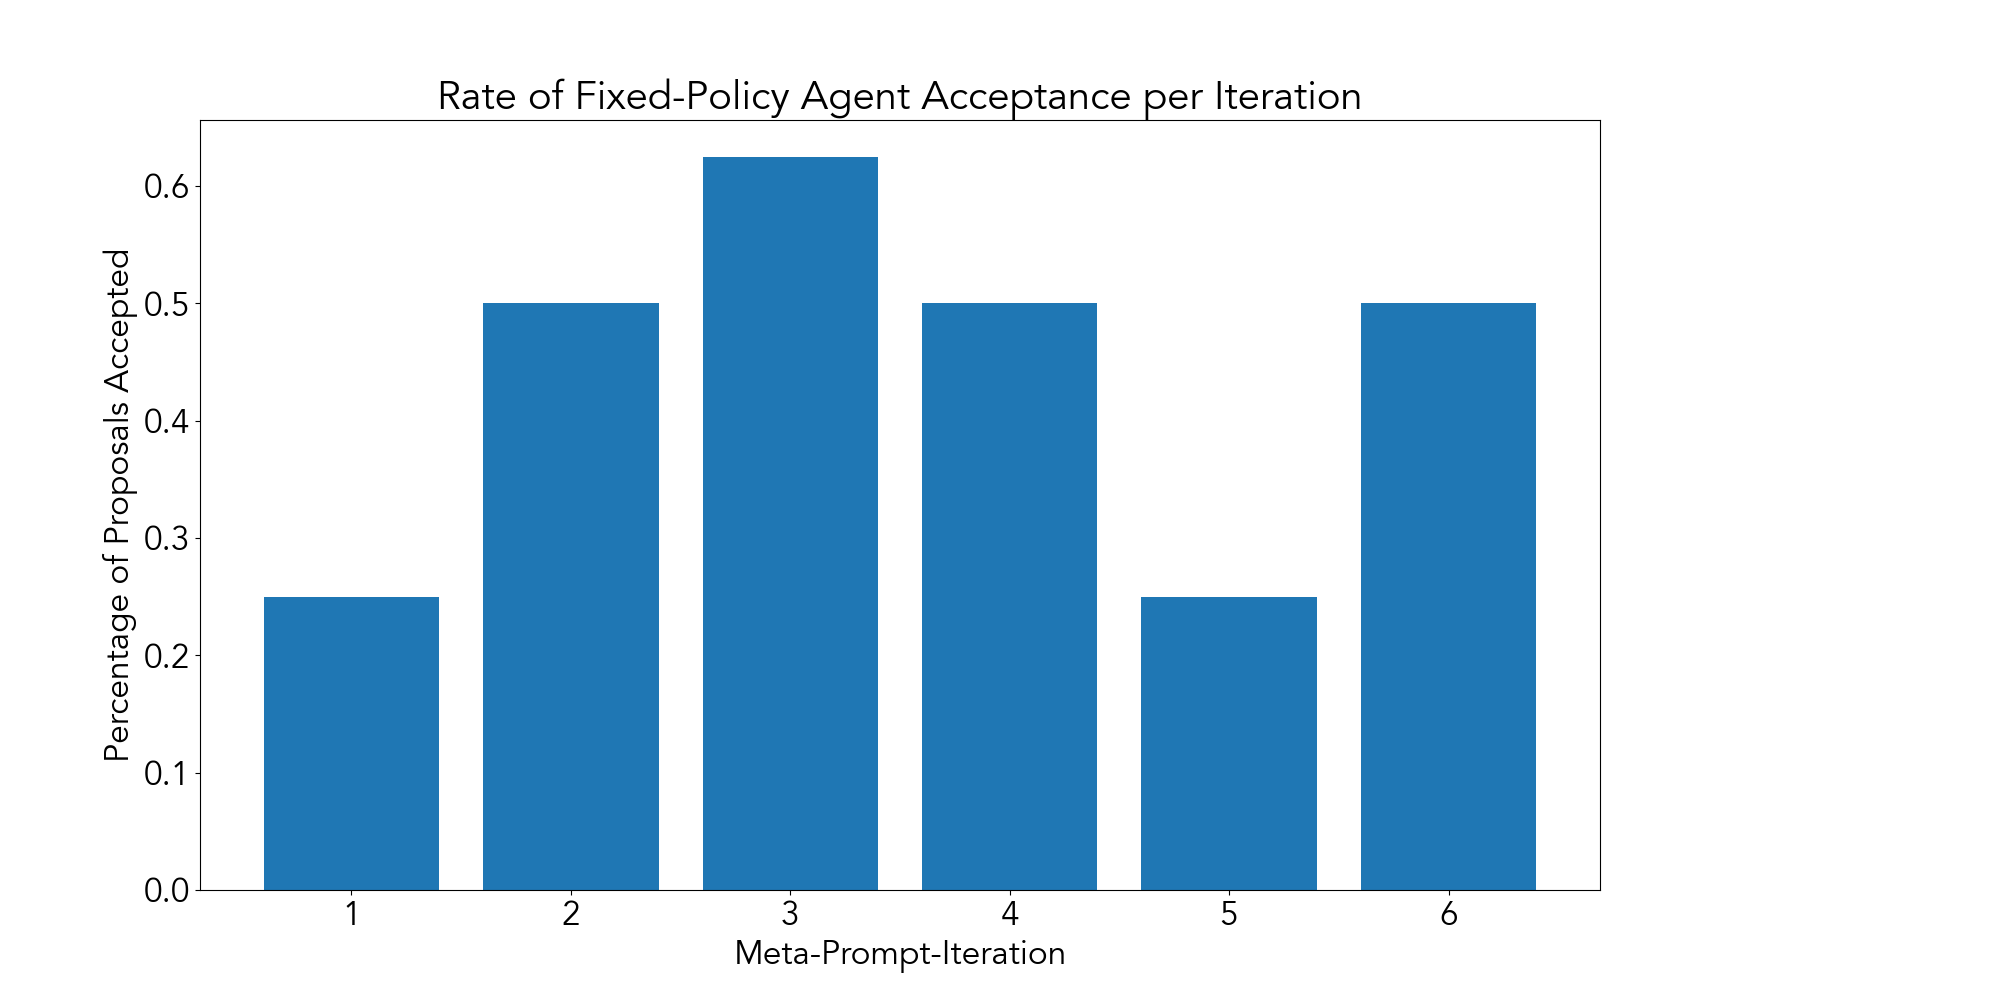 Rate of Fixed-Policy Agent Acceptance per Iteration
Percentage of Proposals Accepted
0.6
0.5
0.4
0.3
0.2
0.1
0.0
1 2 3 4 5 6
Meta-Prompt-Iteration